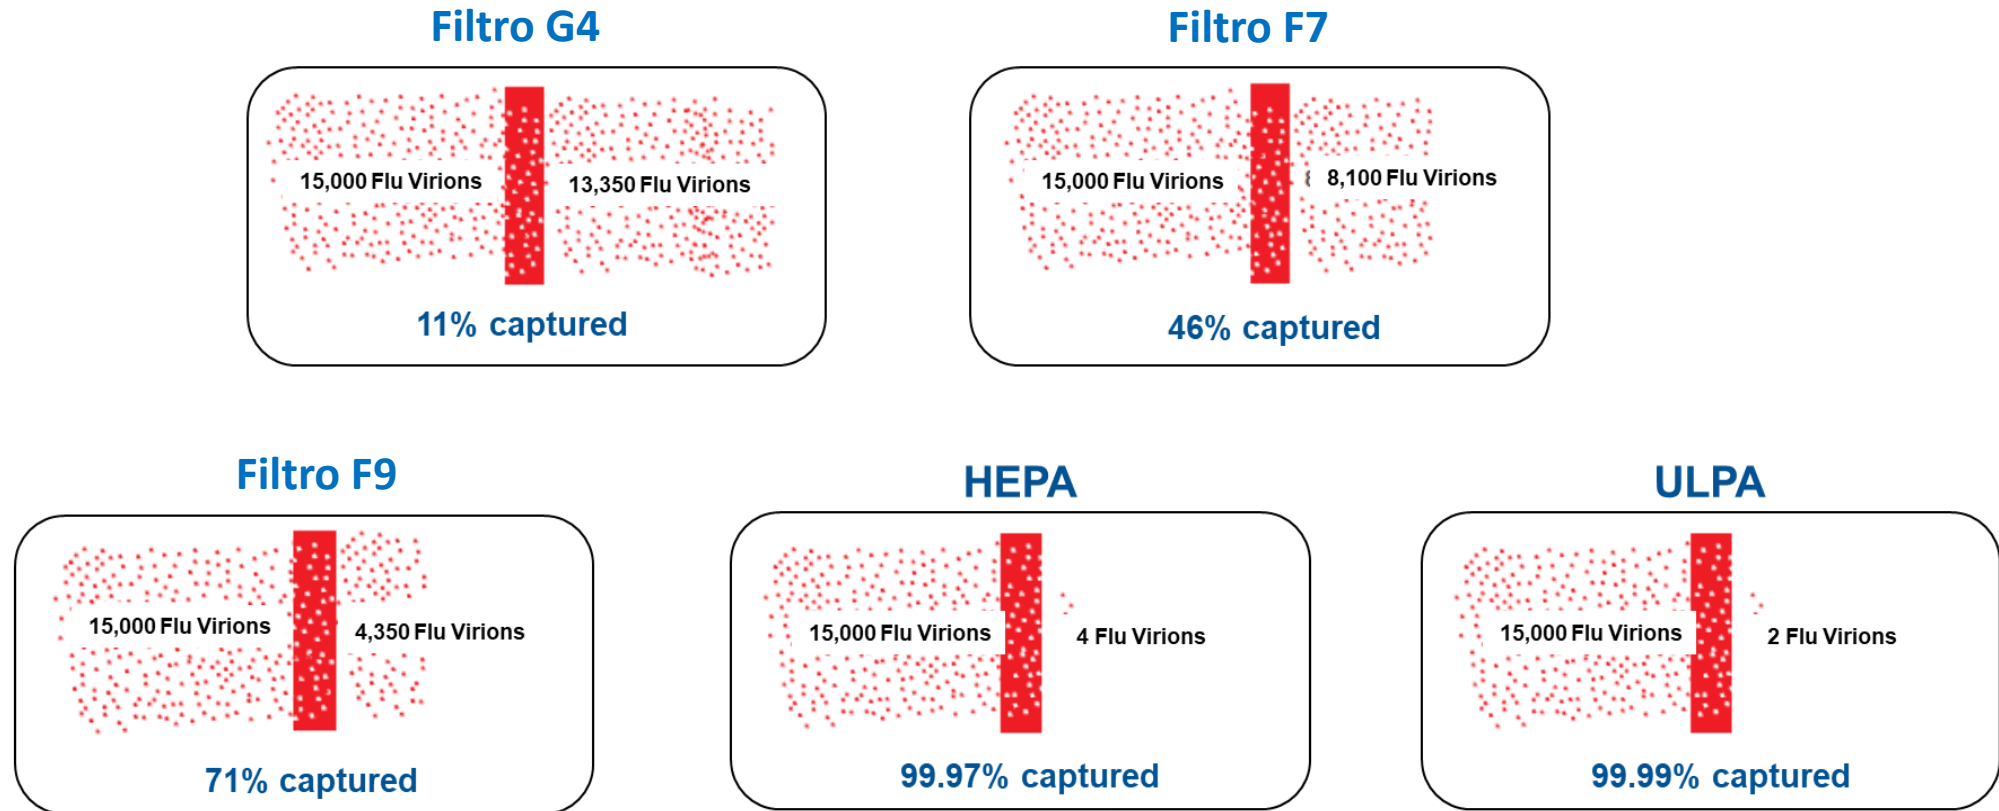 Filtro G4
15,000 Flu Virions
13,350 Flu Virions
11% captured
Filtro F7
15,000 Flu Virions
8,100 Flu Virions
46% captured
Filtro F9
15,000 Flu Virions
4,350 Flu Virions
71% captured
HEPA
15,000 Flu Virions
4 Flu Virions
99.97% captured
ULPA
15,000 Flu Virions
2 Flu Virions
99.99% captured